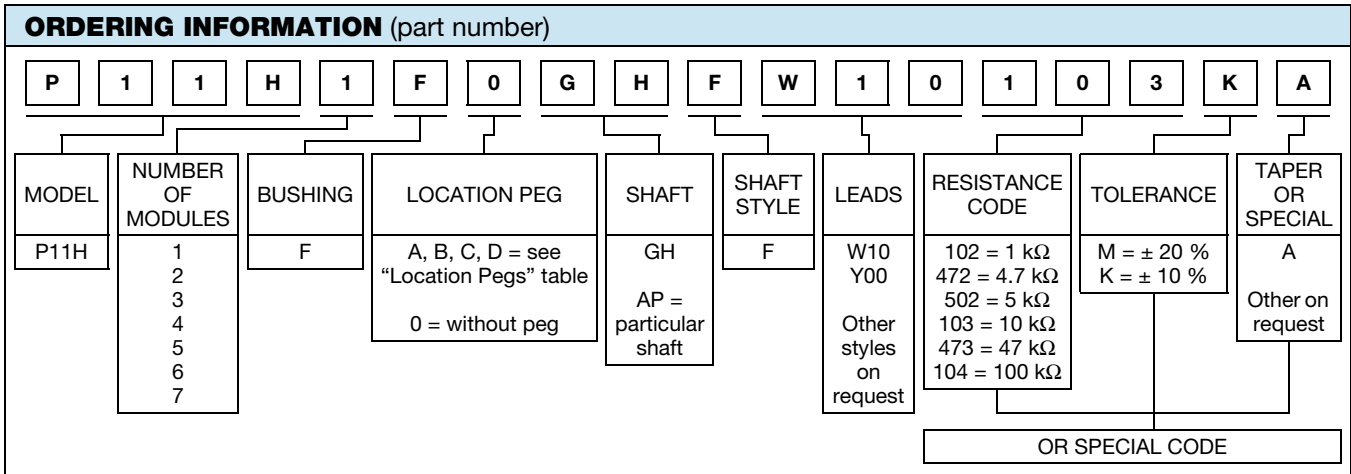 ORDERING INFORMATION (part number)
P 1 1 H 1 F 0 G H F W 1 0 1 0 3 K A
MODEL
P11H
NUMBER
OF
MODULES
1
2
3
4
5
6
7
BUSHING
F
LOCATION PEG
A, B, C, D = see
"Location Pegs" table
0 = without peg
SHAFT
GH
AP =
particular
shaft
SHAFT
STYLE
F
LEADS
W10
Y00
Other
styles
on
request
RESISTANCE
CODE
102 = 1 kΩ
472 = 4.7 kΩ
502 = 5 kΩ
103 = 10 kΩ
473 = 47 kΩ
104 = 100 kΩ
TOLERANCE
M = ± 20 %
K = ± 10 %
TAPER
OR
SPECIAL
A
Other on
request
OR SPECIAL CODE